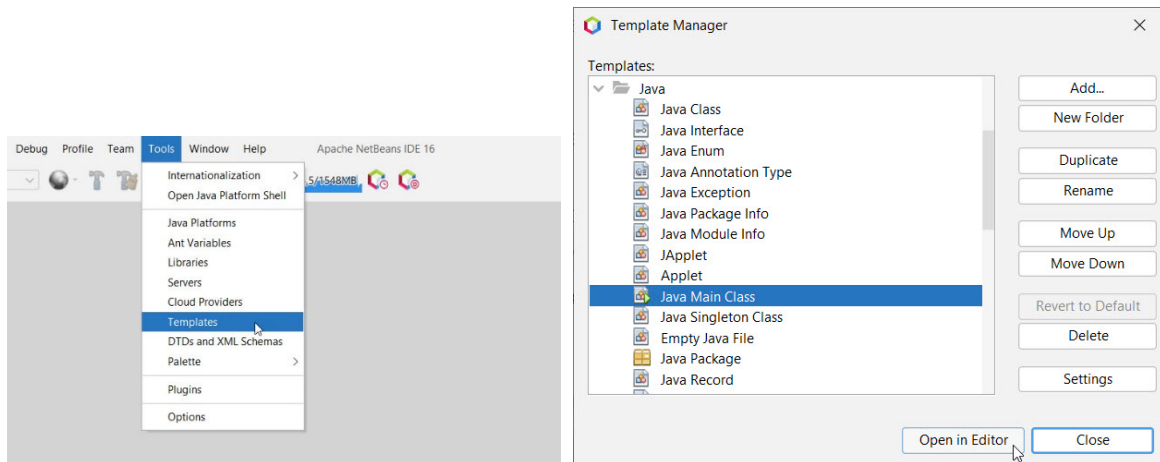 Debug Profile Team Tools Window Help Apache NetBeans IDE 16
5/1548MB
Internationalization
Open Java Platform Shell
Java Platforms
Ant Variables
Libraries
Servers
Cloud Providers
Templates
DTDs and XML Schemas
Palette
Plugins
Options
Template Manager
Templates:
Java
Java Class
Java Interface
Java Enum
Java Annotation Type
Java Exception
Java Package Info
Java Module Info
JApplet
Applet
Java Main Class
Java Singleton Class
Empty Java File
Java Package
Java Record
Add...
New Folder
Duplicate
Rename
Move Up
Move Down
Revert to Default
Delete
Settings
Open in Editor
Close